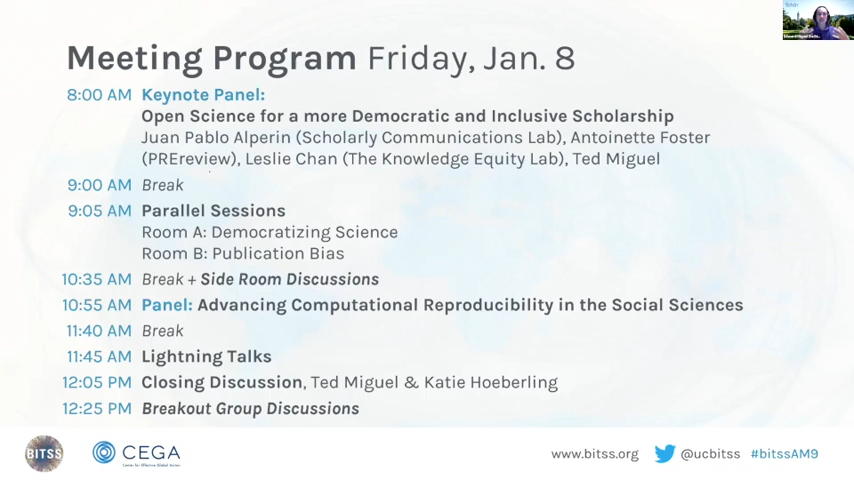 Meeting Program Friday, Jan. 8
8:00 AM Keynote Panel:
Open Science for a more Democratic and Inclusive Scholarship
Juan Pablo Alperin (Scholarly Communications Lab), Antoinette Foster
(PREreview), Leslie Chan (The Knowledge Equity Lab), Ted Miguel
9:00 AM Break
9:05 AM Parallel Sessions
Room A: Democratizing Science
Room B: Publication Bias
10:35 AM Break + Side Room Discussions
10:55 AM Panel: Advancing Computational Reproducibility in the Social Sciences
11:40 AM Break
11:45 AM Lightning Talks
12:05 PM Closing Discussion, Ted Miguel & Katie Hoeberling
12:25 PM Breakout Group Discussions
BITSS
CEGA
Center for Effective Global Action
www.bitss.org @ucbitss #bitssAM9